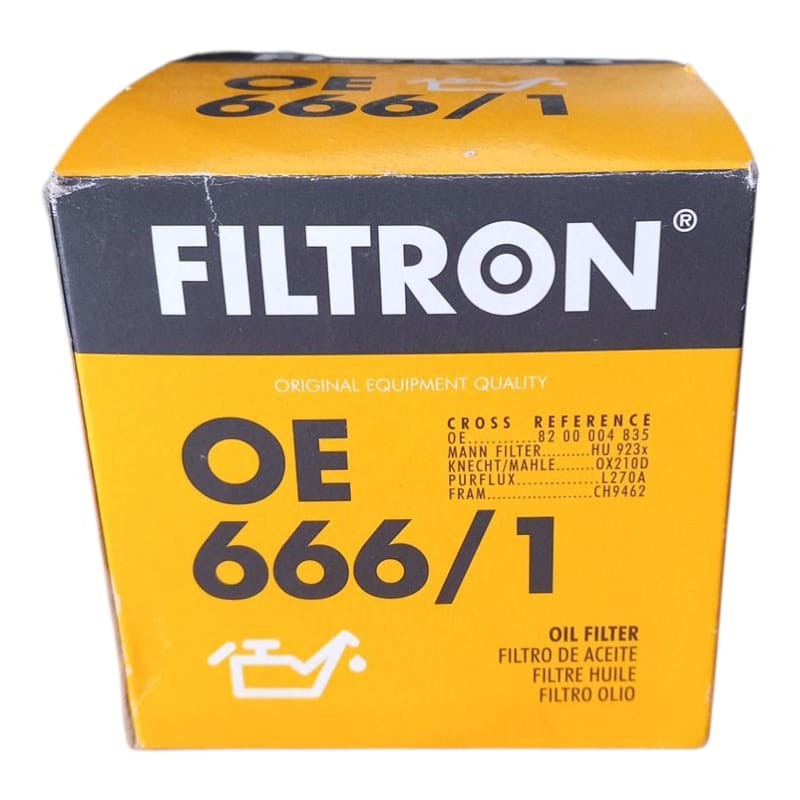 OE
666/1
FILTRON®
ORIGINAL EQUIPMENT QUALITY
OE
666/1
CROSS REFERENCE
OE...........82 00 004 835
MANN FILTER..........HU 923x
KNECHT/MAHLE.......OX210D
PURFLUX...............L270A
FRAM.....................CH9462
OIL FILTER
FILTRO DE ACEITE
FILTRE HUILE
FILTRO OLIO